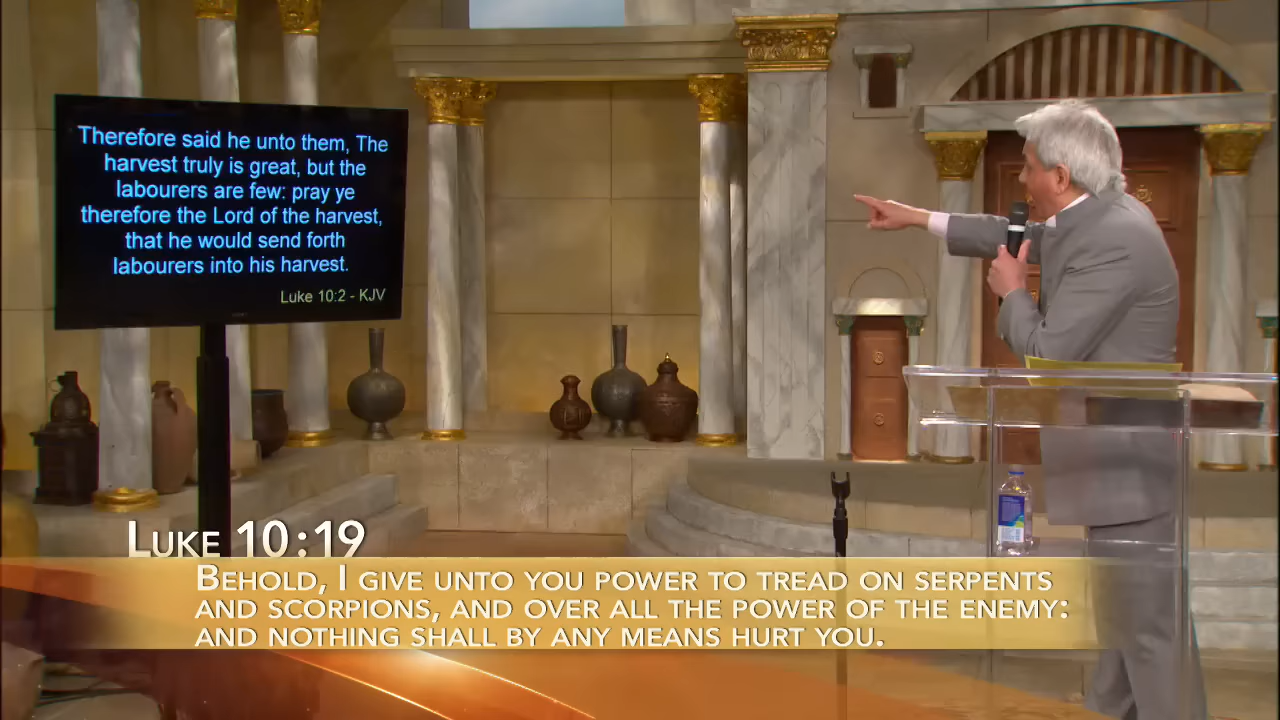 Therefore said he unto them, The
harvest truly is great, but the
labourers are few: pray ye
therefore the Lord of the harvest,
that he would send forth
labourers into his harvest.
Luke 10:2 - KJV
LUKE 10:19
BEHOLD, I GIVE UNTO YOU POWER TO TREAD ON SERPENTS
AND SCORPIONS, AND OVER ALL THE POWER OF THE ENEMY:
AND NOTHING SHALL BY ANY MEANS HURT YOU.